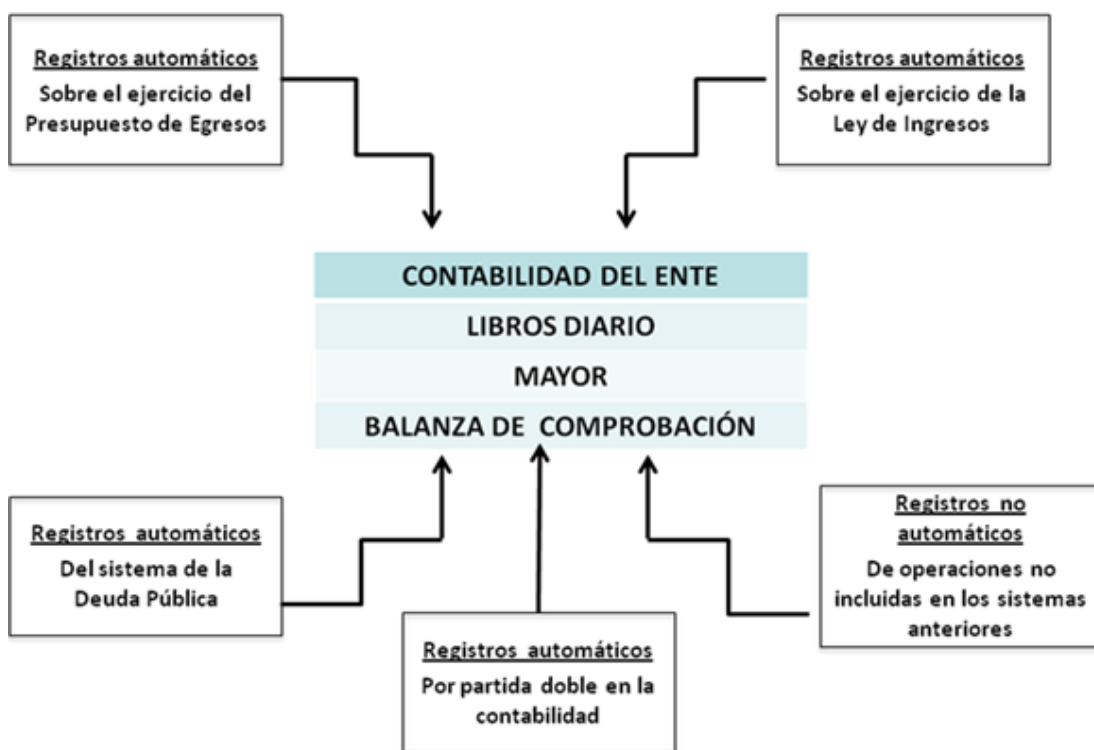 Registros automáticos
Sobre el ejercicio del
Presupuesto de Egresos
Registros automáticos
Sobre el ejercicio de la
Ley de Ingresos
CONTABILIDAD DEL ENTE
LIBROS DIARIO
MAYOR
BALANZA DE COMPROBACIÓN
Registros automáticos
Del sistema de la
Deuda Pública
Registros automáticos
Por partida doble en la
contabilidad
Registros no
automáticos
De operaciones no
incluidas en los sistemas
anteriores